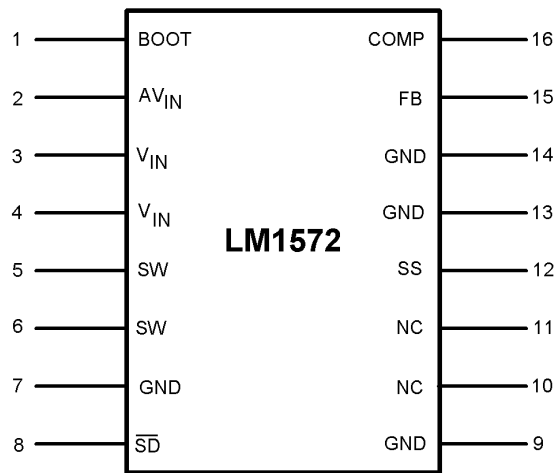 1 BOOT COMP 16
2 AVIN FB 15
3 VIN GND 14
4 VIN GND 13
LM1572
5 SW SS 12
6 SW NC 11
7 GND NC 10
8 S̅D̅ GND 9